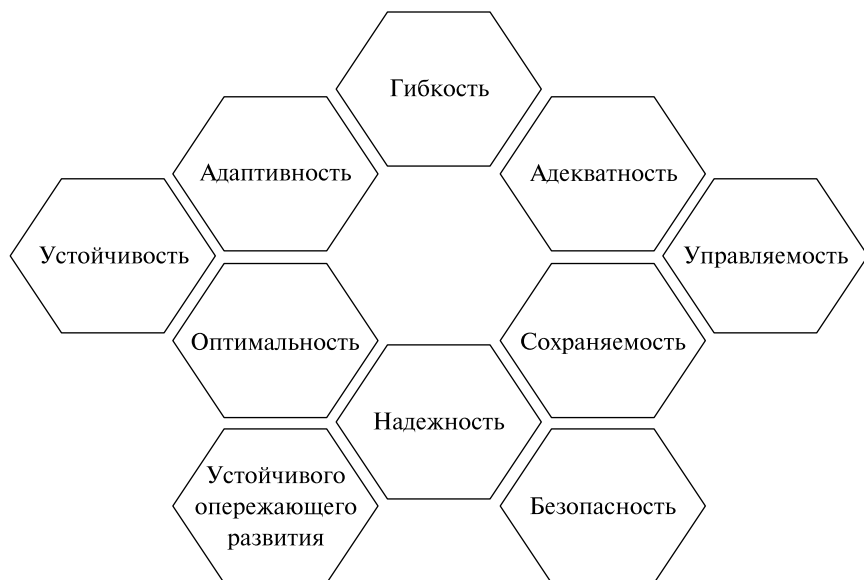 Гибкость
Адаптивность
Адекватность
Устойчивость
Управляемость
Оптимальность
Сохраняемость
Надежность
Устойчивого
опережающего
развития
Безопасность